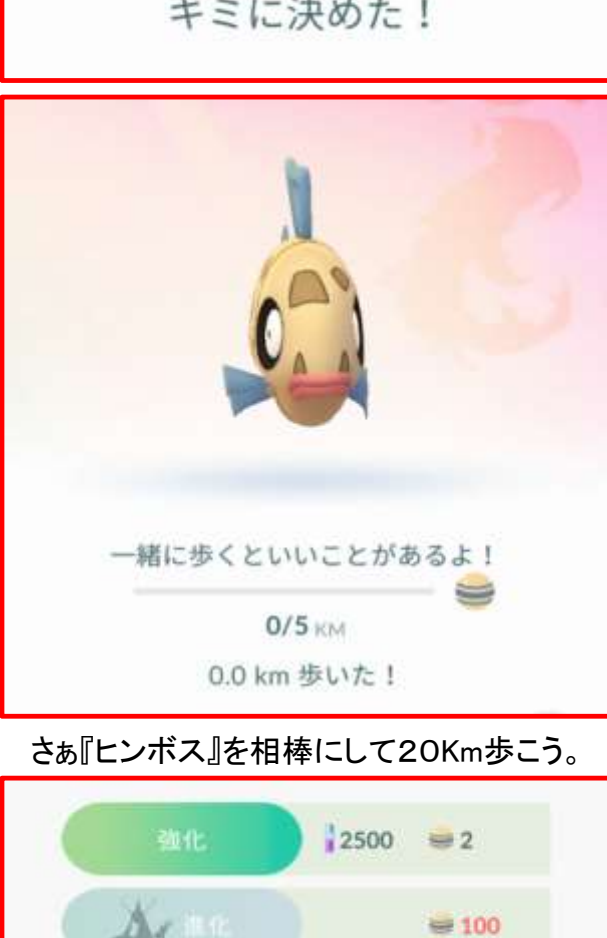 キミに決めた！
一緒に歩くといいことがあるよ！
0/5 KM
0.0 km 歩いた！
さぁ『ヒンボス』を相棒にして20Km歩こう。
強化 2500 2
進化 100